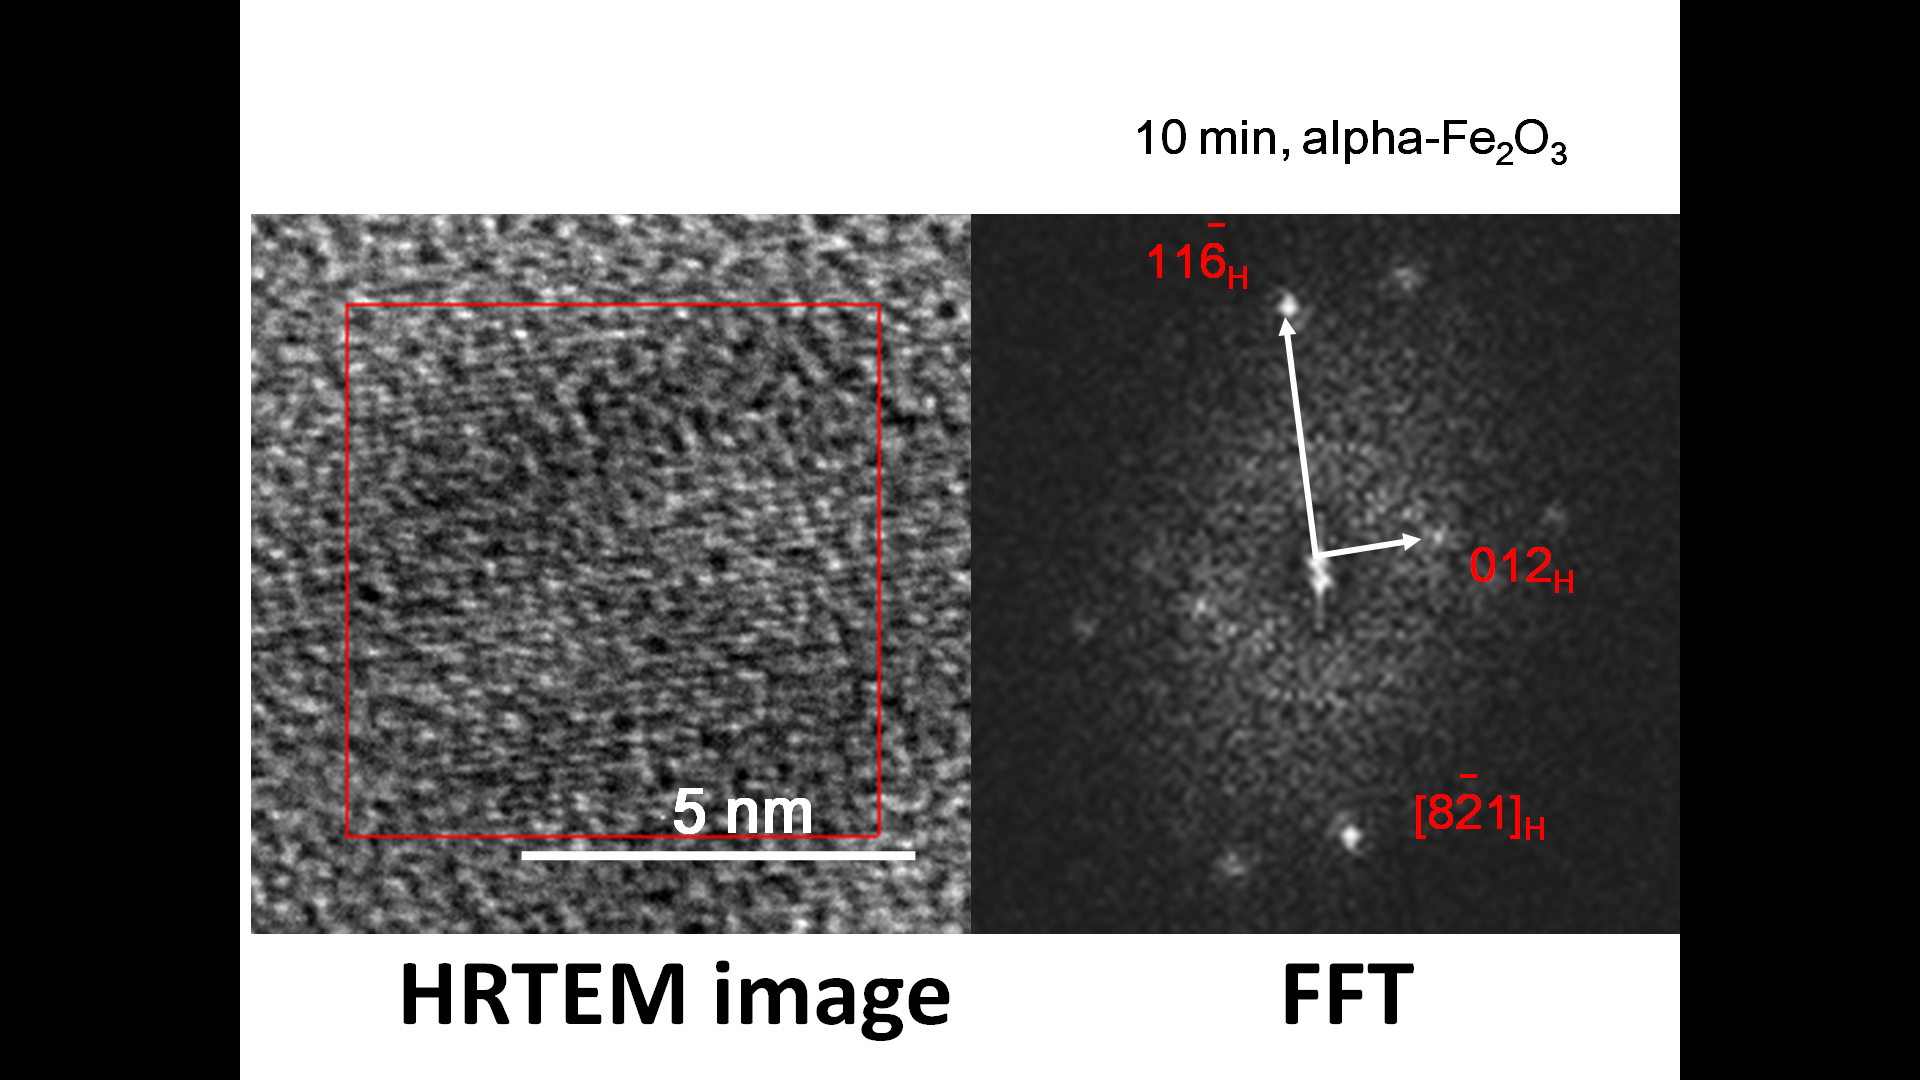 10 min, alpha-Fe₂O₃
116̅H
012H
5 nm
[82̅1]H
HRTEM image
FFT